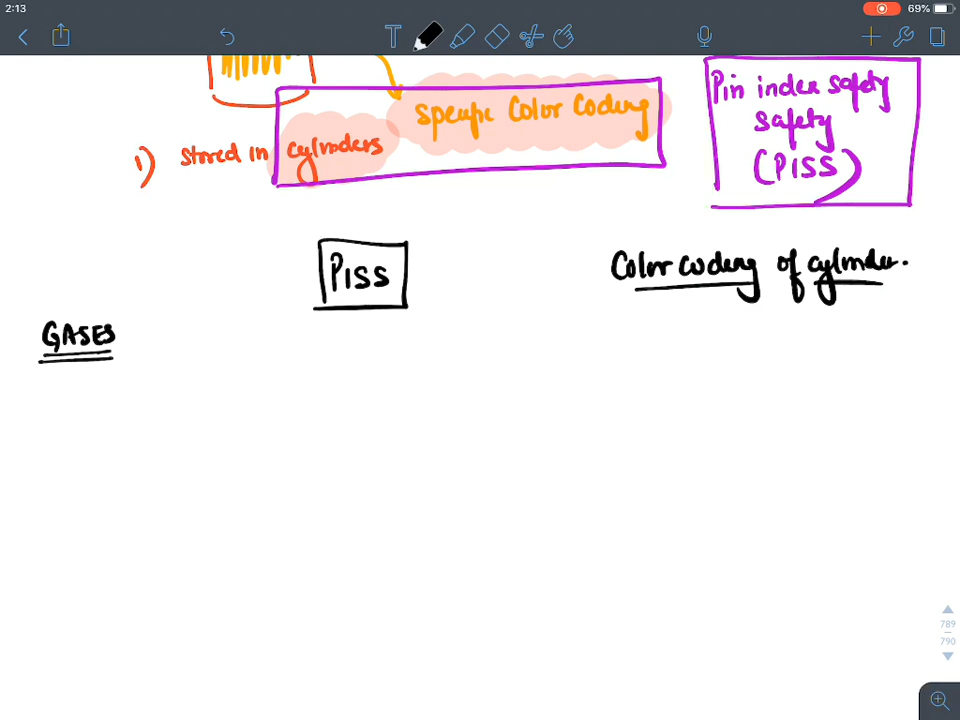 2:13
69%
T
Specific Color Coding
1) Stored in cylinders
Pin index safety
safety
(PISS)
PISS
Color coding of cylinder.
GASES
789
790